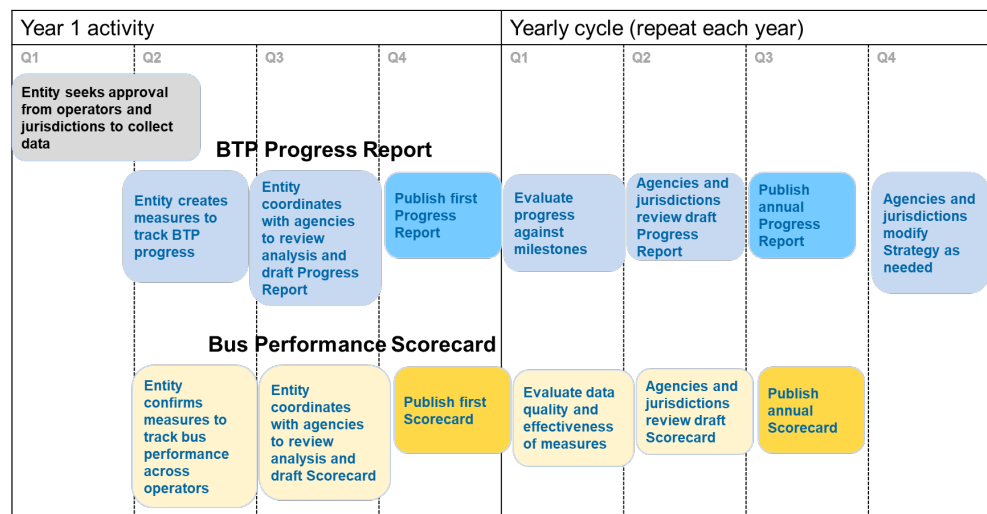 Year 1 activity
Yearly cycle (repeat each year)
Q1
Q2
Q3
Q4
Q1
Q2
Q3
Q4
Entity seeks approval
from operators and
jurisdictions to collect
data
BTP Progress Report
Entity creates
measures to
track BTP
progress
Entity
coordinates
with agencies
to review
analysis and
draft Progress
Report
Publish first
Progress
Report
Evaluate
progress
against
milestones
Agencies and
jurisdictions
review draft
Progress
Report
Publish
annual
Progress
Report
Agencies and
jurisdictions
modify
Strategy as
needed
Bus Performance Scorecard
Entity
confirms
measures to
track bus
performance
across
operators
Entity
coordinates
with agencies
to review
analysis and
draft Scorecard
Publish first
Scorecard
Evaluate data
quality and
effectiveness
of measures
Agencies and
jurisdictions
review draft
Scorecard
Publish
annual
Scorecard